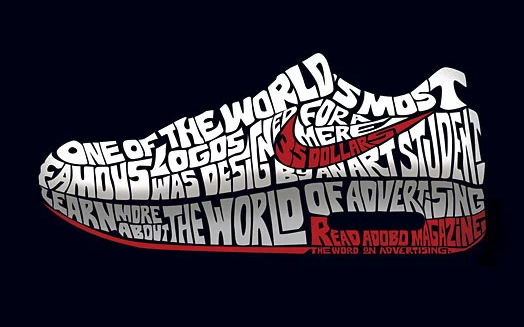 ONE OF THE WORLD'S MOST
FAMOUS LOGOS
WAS DESIGNED FOR A
MERE
35 DOLLARS
BY AN ART STUDENT
LEARN MORE
ABOUT THE WORLD OF ADVERTISING
READ ADOBO MAGAZINE.
THE WORD ON ADVERTISING.